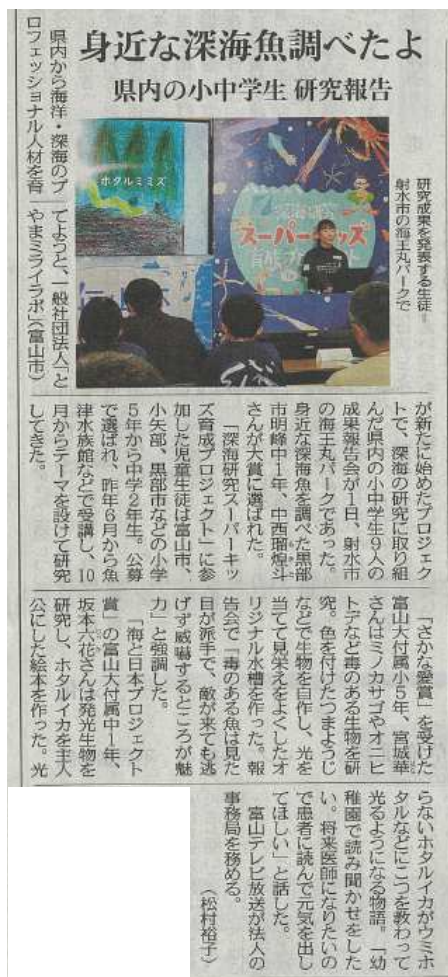 身近な深海魚調べたよ
県内の小中学生 研究報告
ホタルミミズ
スーパーキッズ
研究成果を発表する生徒＝
射水市の海王丸パークで
県内から海洋・深海のプ
ロフェッショナル人材を育
てようと、一般社団法人「と
やまミライラボ」（富山市）
が新たに始めたプロジェク
トで、深海の研究に取り組
んだ県内の小中学生９人の
成果報告会が１日、射水市
の海王丸パークであった。
身近な深海魚を調べた黒部
市明峰中１年、中西瑠煌斗
さんが大賞に選ばれた。
「深海研究スーパーキッ
ズ育成プロジェクト」に参
加した児童生徒は富山市、
小矢部、黒部市などの小学
５年から中学２年生。公募
で選ばれ、昨年６月から魚
津水族館などで受講し、10
月からテーマを設けて研究
してきた。
「さかな愛賞」を受けた
富山大付属小５年、宮城華
さんはミノカサゴやオニヒ
トデなど毒のある生物を研
究。色を付けたつまようじ
などで生物を自作し、光を
当てて見栄えをよくしたオ
リジナル水槽を作った。報
告会で「毒のある魚は見た
目が派手で、敵が来ても逃
げず威嚇するところが魅
力」と強調した。
「海と日本プロジェクト
賞」の富山大付属中１年、
坂本六花さんは発光生物を
研究し、ホタルイカを主人
公にした絵本を作った。光
らないホタルイカがウミホ
タルなどにこつを教わって
光るようになる物語。「幼
稚園で読み聞かせをした
い。将来医師になりたいの
で患者に読んで元気を出し
てほしい」と話した。
富山テレビ放送が法人の
事務局を務める。
（松村裕子）